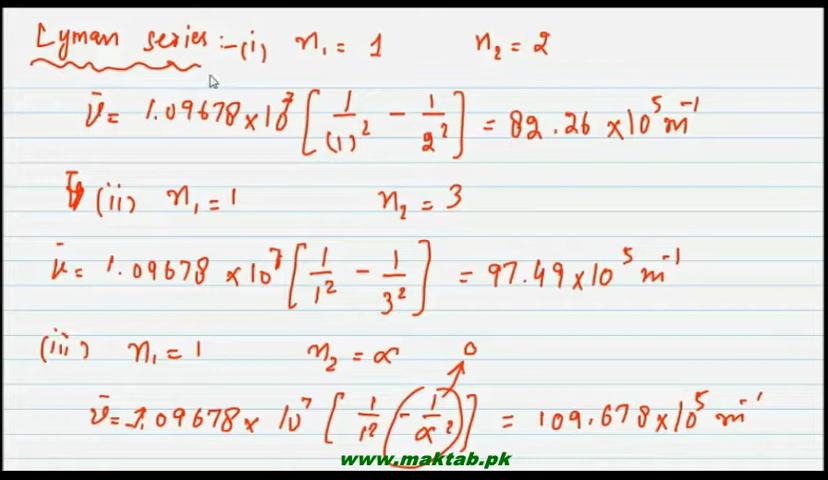 Lyman series :- (i) n₁ = 1 n₂ = 2
ν̄ = 1.09678 × 10⁷ [ 1/(1)² - 1/2² ] = 82.26 × 10⁵ m⁻¹
(ii) n₁ = 1 n₂ = 3
ν̄ = 1.09678 × 10⁷ [ 1/1² - 1/3² ] = 97.49 × 10⁵ m⁻¹
(iii) n₁ = 1 n₂ = ∝ 0
ν̄ = 1.09678 × 10⁷ [ 1/1² - 1/∝² ] = 109.678 × 10⁵ m⁻¹
www.maktab.pk